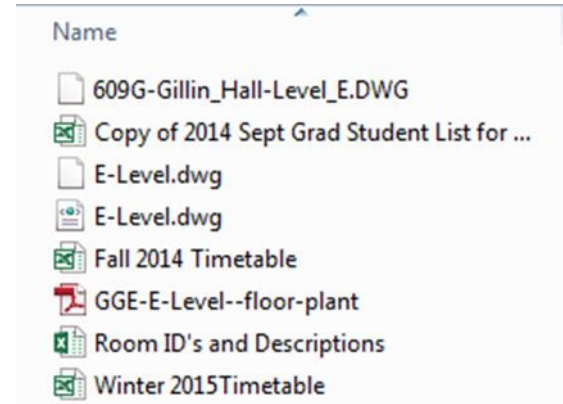 Name
609G-Gillin_Hall-Level_E.DWG
Copy of 2014 Sept Grad Student List for ...
E-Level.dwg
E-Level.dwg
Fall 2014 Timetable
GGE-E-Level--floor-plant
Room ID's and Descriptions
Winter 2015Timetable